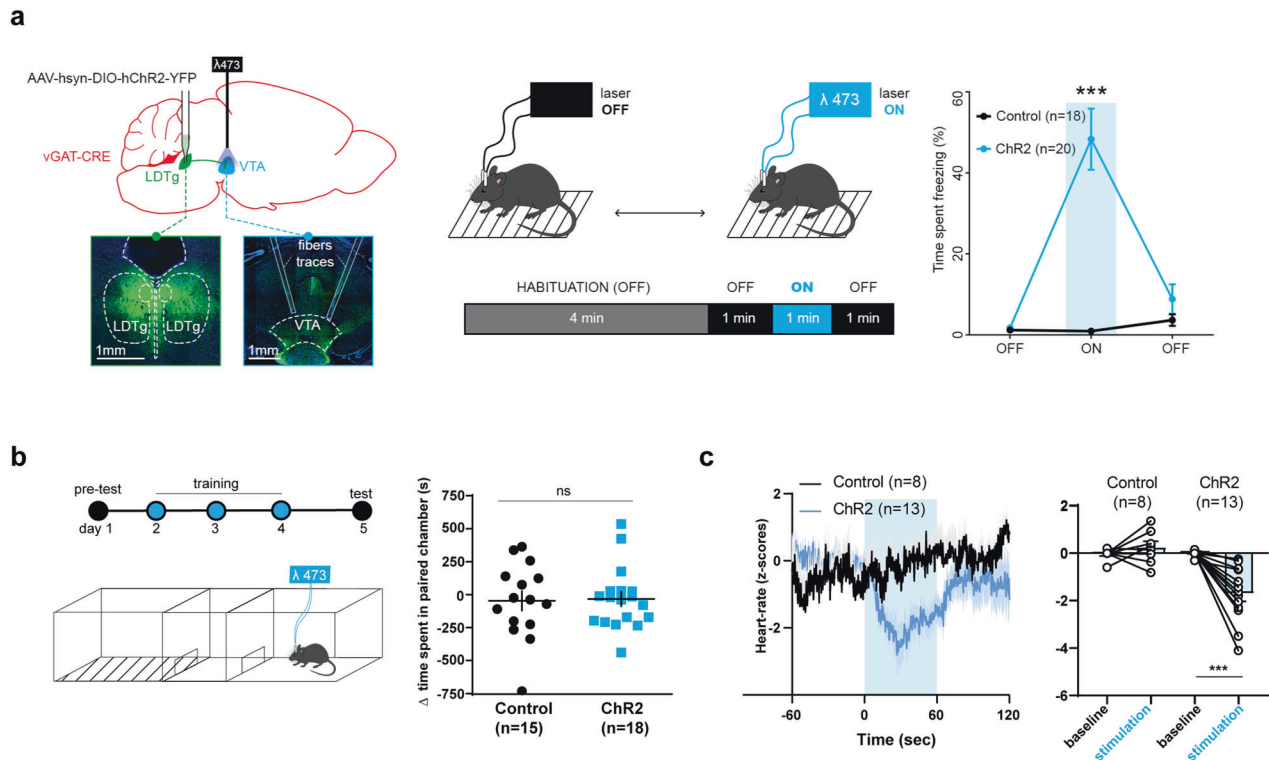 a
AAV-hsyn-DIO-hChR2-YFP
λ473
vGAT-CRE
LDTg
VTA
LDTg
LDTg
1mm
fibers
traces
VTA
1mm
laser
OFF
λ 473
laser
ON
HABITUATION (OFF)
OFF
ON
OFF
4 min
1 min
1 min
1 min
Time spent freezing (%)
60
40
20
0
***
Control (n=18)
ChR2 (n=20)
OFF
ON
OFF
b
pre-test
training
test
day 1
2
3
4
5
λ 473
Δ time spent in paired chamber (s)
750
500
250
0
-250
-500
-750
ns
Control
(n=15)
ChR2
(n=18)
c
Heart-rate (z-scores)
2
0
-2
Control (n=8)
ChR2 (n=13)
-60
0
60
120
Time (sec)
Control
(n=8)
ChR2
(n=13)
2
0
-2
-4
-6
***
baseline
stimulation
baseline
stimulation